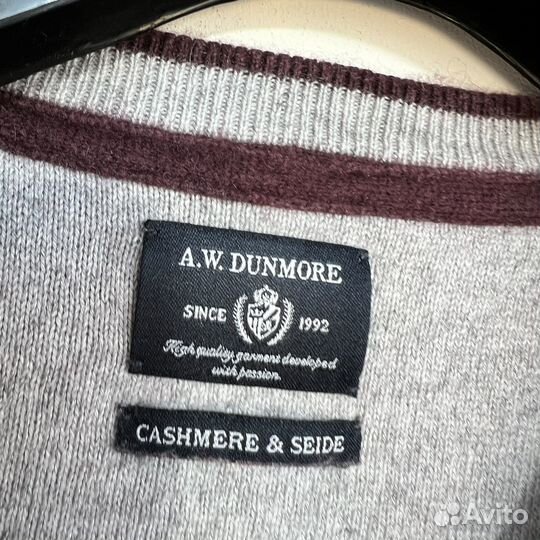 A.W. DUNMORE
SINCE 1992
High quality garment developed
with passion.
CASHMERE & SEIDE
Avito